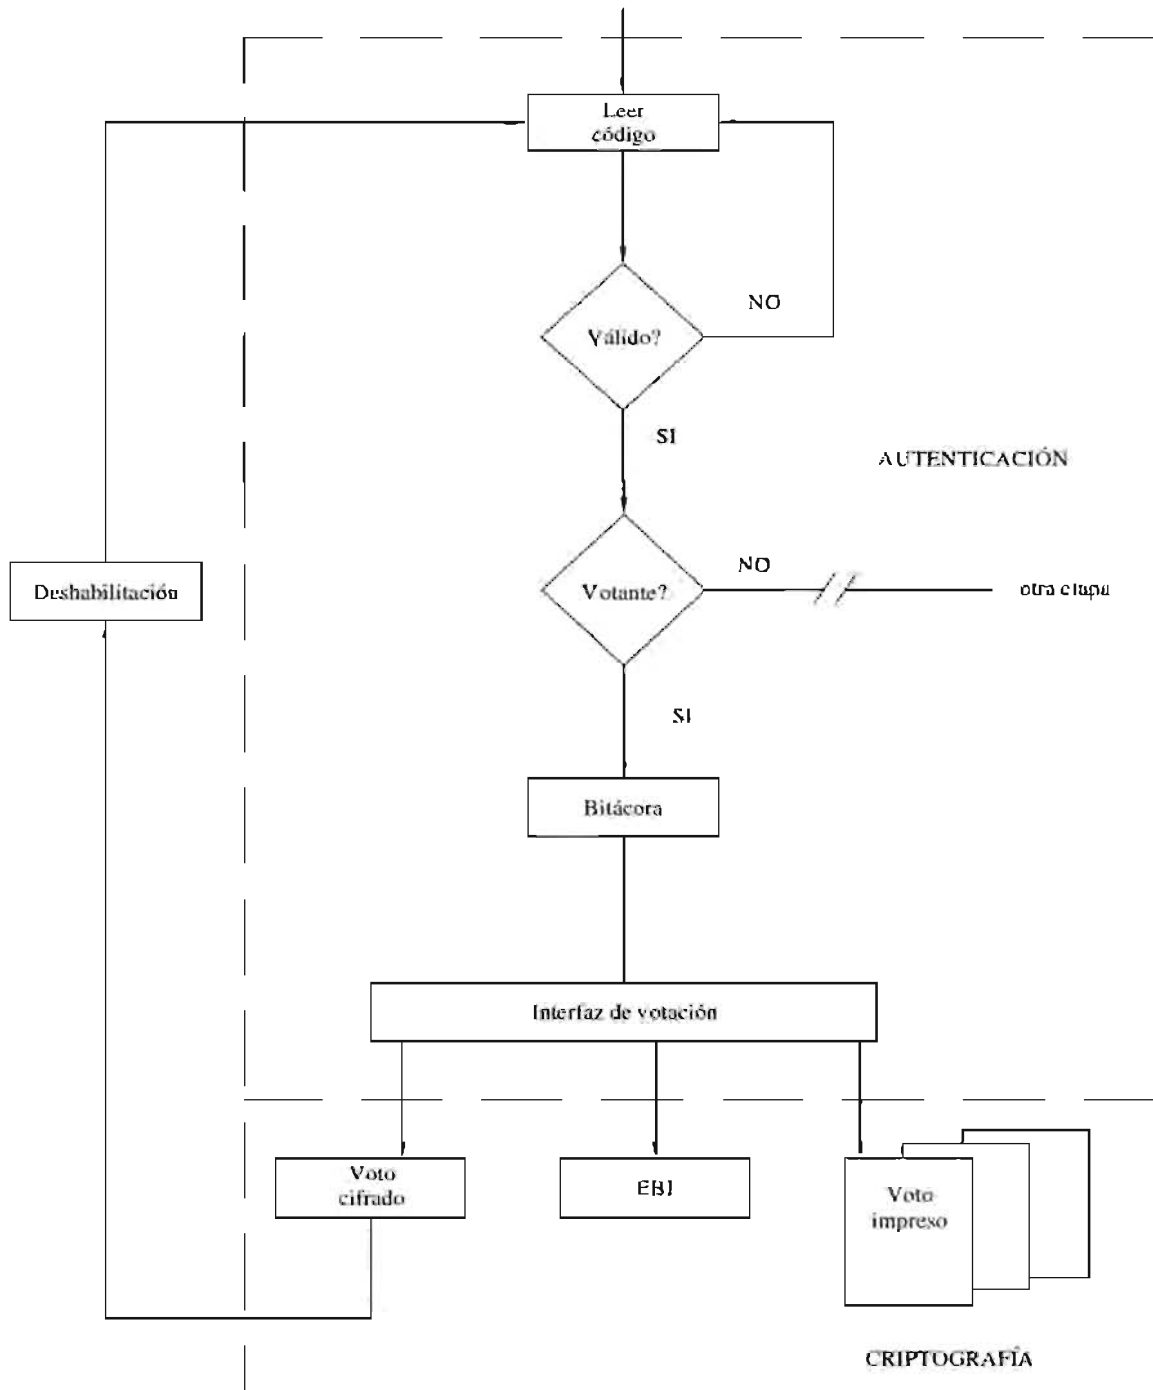 Leer
código
Válido?
NO
SI
AUTENTICACIÓN
Votante?
NO
otra etapa
Deshabilitación
SI
Bitácora
Interfaz de votación
Voto
cifrado
EBI
Voto
impreso
CRIPTOGRAFÍA